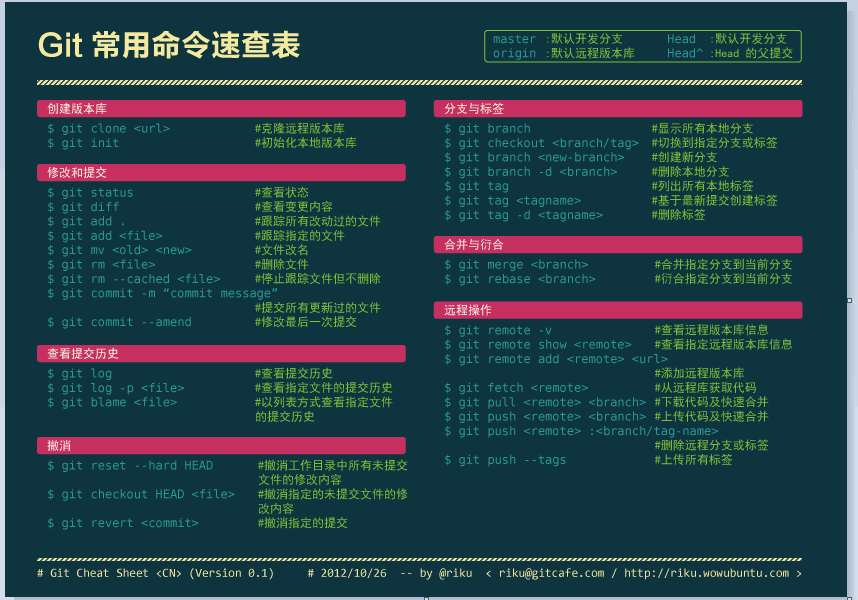 Git 常用命令速查表
master :默认开发分支 Head :默认开发分支
origin :默认远程版本库 Head^ :Head 的父提交
创建版本库
$ git clone <url> #克隆远程版本库
$ git init #初始化本地版本库
修改和提交
$ git status #查看状态
$ git diff #查看变更内容
$ git add . #跟踪所有改动过的文件
$ git add <file> #跟踪指定的文件
$ git mv <old> <new> #文件改名
$ git rm <file> #删除文件
$ git rm --cached <file> #停止跟踪文件但不删除
$ git commit -m “commit message”
#提交所有更新过的文件
$ git commit --amend #修改最后一次提交
查看提交历史
$ git log #查看提交历史
$ git log -p <file> #查看指定文件的提交历史
$ git blame <file> #以列表方式查看指定文件
的提交历史
撤消
$ git reset --hard HEAD #撤消工作目录中所有未提交
文件的修改内容
$ git checkout HEAD <file> #撤消指定的未提交文件的修
改内容
$ git revert <commit> #撤消指定的提交
分支与标签
$ git branch #显示所有本地分支
$ git checkout <branch/tag> #切换到指定分支或标签
$ git branch <new-branch> #创建新分支
$ git branch -d <branch> #删除本地分支
$ git tag #列出所有本地标签
$ git tag <tagname> #基于最新提交创建标签
$ git tag -d <tagname> #删除标签
合并与衍合
$ git merge <branch> #合并指定分支到当前分支
$ git rebase <branch> #衍合指定分支到当前分支
远程操作
$ git remote -v #查看远程版本库信息
$ git remote show <remote> #查看指定远程版本库信息
$ git remote add <remote> <url>
#添加远程版本库
$ git fetch <remote> #从远程库获取代码
$ git pull <remote> <branch> #下载代码及快速合并
$ git push <remote> <branch> #上传代码及快速合并
$ git push <remote> :<branch/tag-name>
#删除远程分支或标签
$ git push --tags #上传所有标签
# Git Cheat Sheet <CN> (Version 0.1) # 2012/10/26 -- by @riku < riku@gitcafe.com / http://riku.wowubuntu.com >